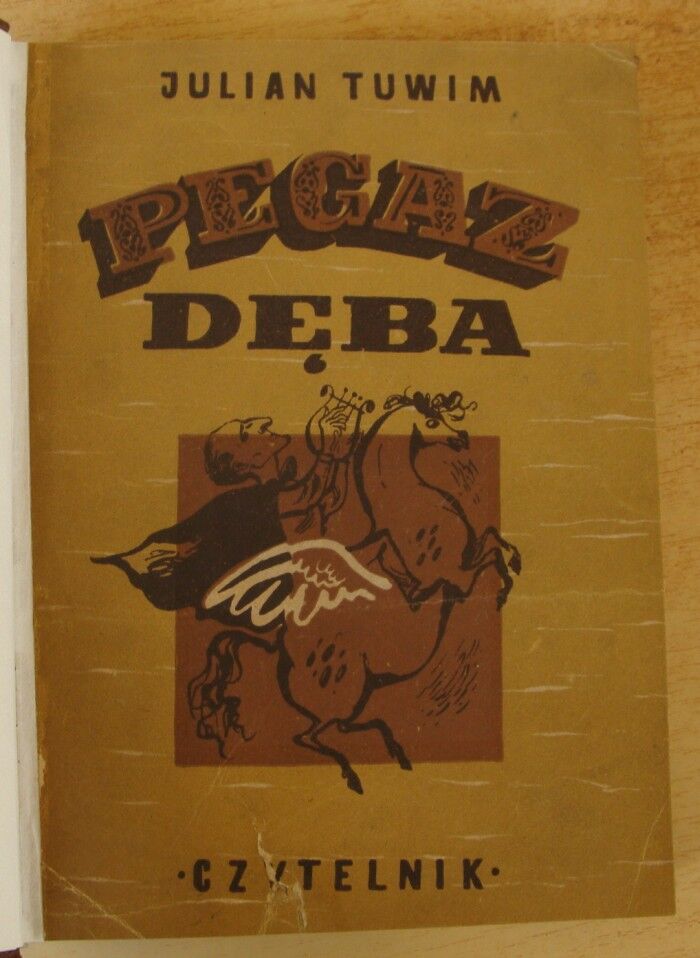 JULIAN TUWIM
PEGAZ
DĘBA
·CZYTELNIK·